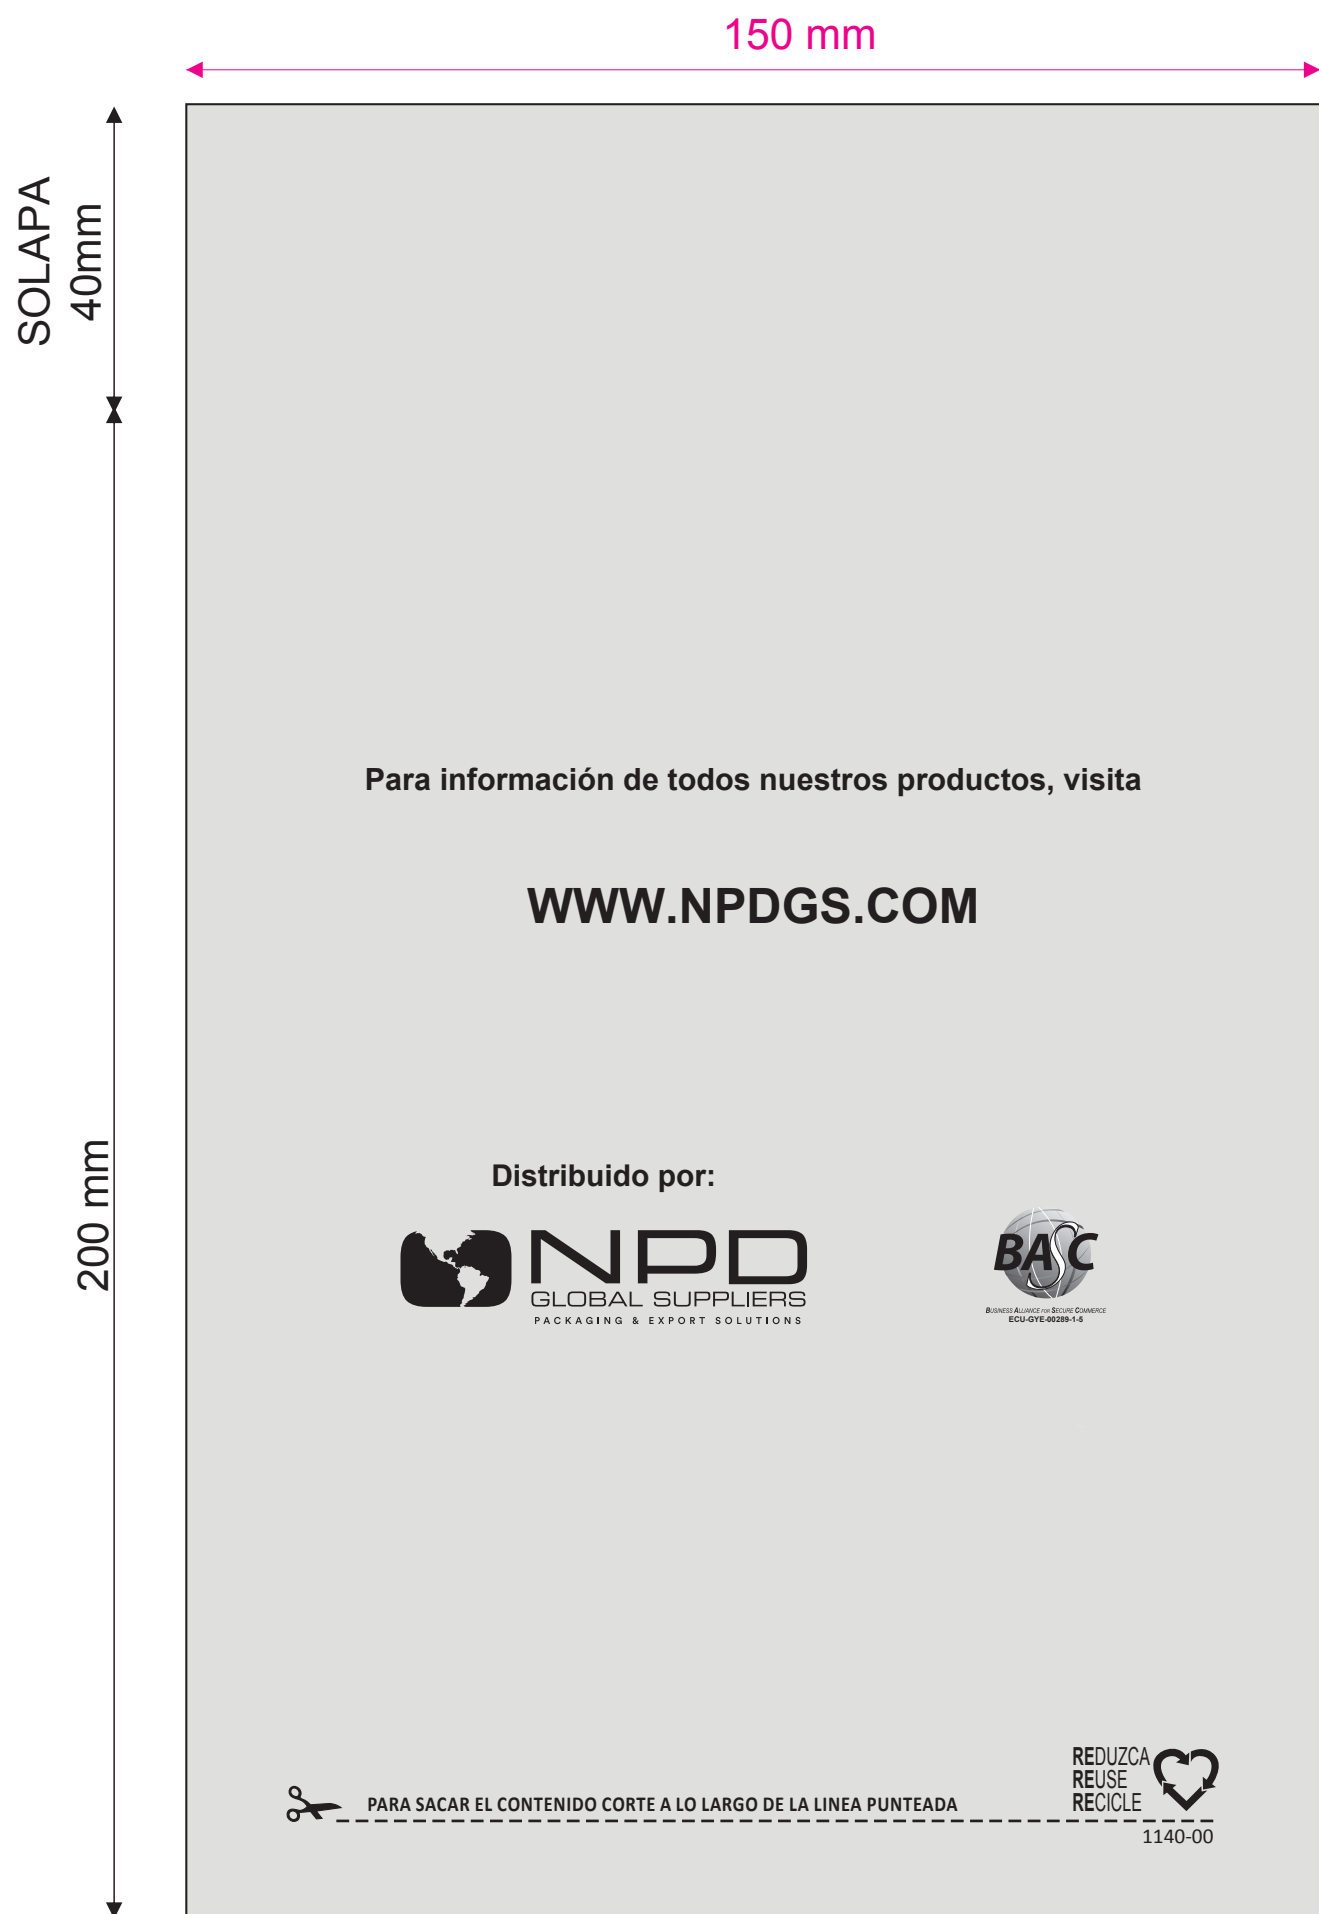 150 mm
SOLAPA
40mm
Para información de todos nuestros productos, visita
WWW.NPDGS.COM
200 mm
Distribuido por:
NPD
GLOBAL SUPPLIERS
PACKAGING & EXPORT SOLUTIONS
BASC
BUSINESS ALLIANCE FOR SECURE COMMERCE
ECU-GYE-00289-1-5
REDUZCA
REUSE
RECICLE
PARA SACAR EL CONTENIDO CORTE A LO LARGO DE LA LINEA PUNTEADA
1140-00